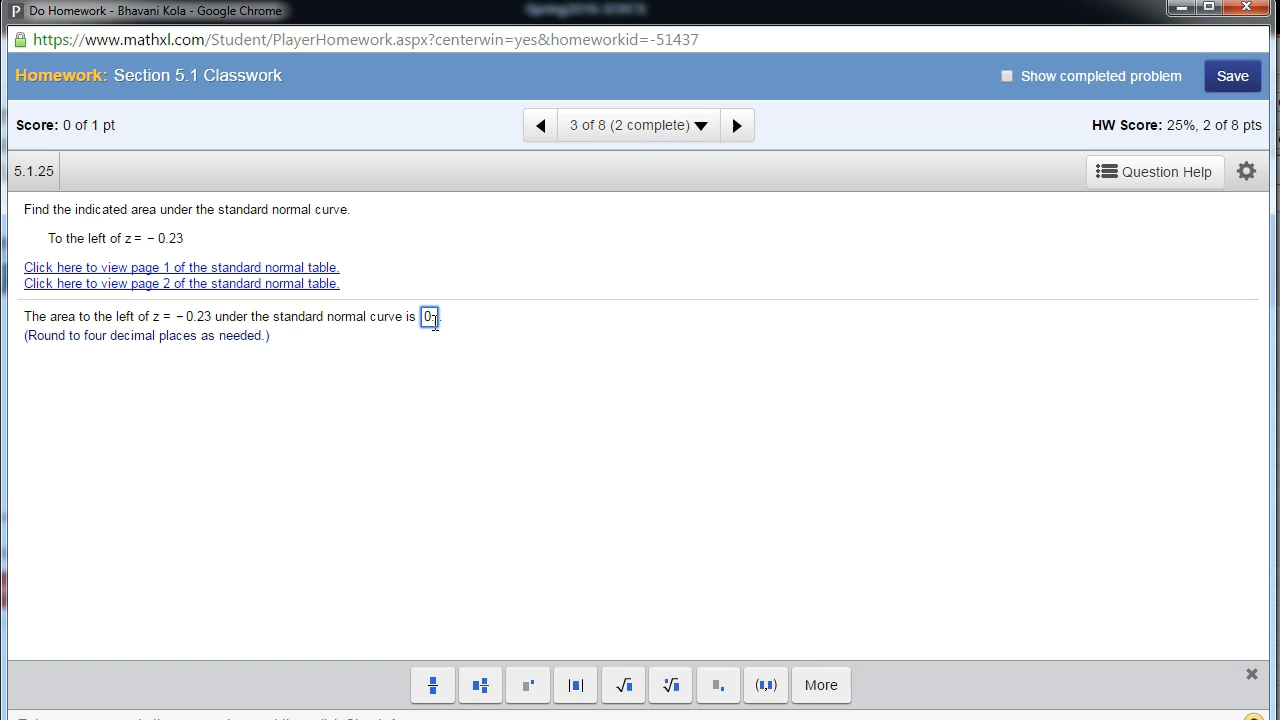 Do Homework - Bhavani Kola - Google Chrome
https://www.mathxl.com/Student/PlayerHomework.aspx?centerwin=yes&homeworkid=-51437
Homework: Section 5.1 Classwork
Show completed problem
Save
Score: 0 of 1 pt
3 of 8 (2 complete)
HW Score: 25%, 2 of 8 pts
5.1.25
Question Help
Find the indicated area under the standard normal curve.
To the left of z = − 0.23
Click here to view page 1 of the standard normal table.
Click here to view page 2 of the standard normal table.
The area to the left of z = − 0.23 under the standard normal curve is 0.
(Round to four decimal places as needed.)
More